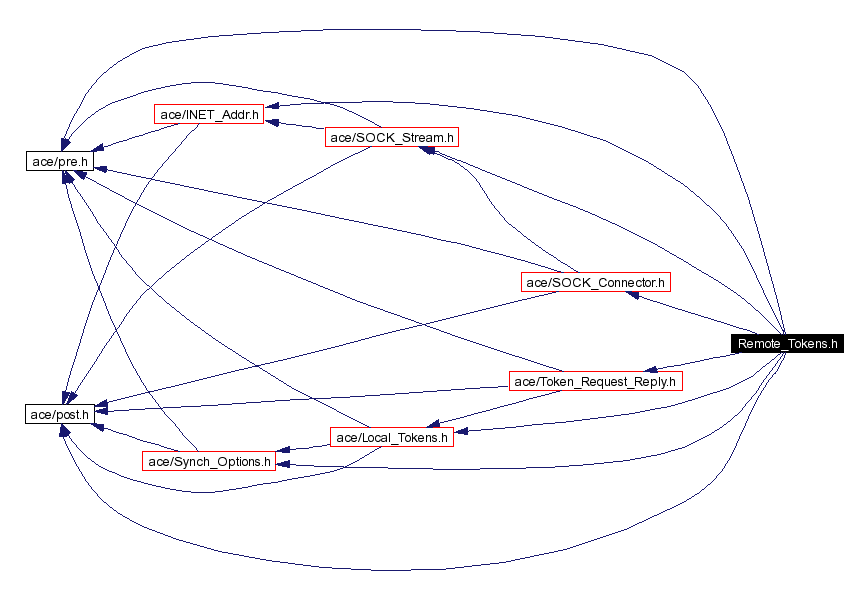 ace/INET_Addr.h
ace/SOCK_Stream.h
ace/pre.h
ace/SOCK_Connector.h
Remote_Tokens.h
ace/Token_Request_Reply.h
ace/post.h
ace/Local_Tokens.h
ace/Synch_Options.h